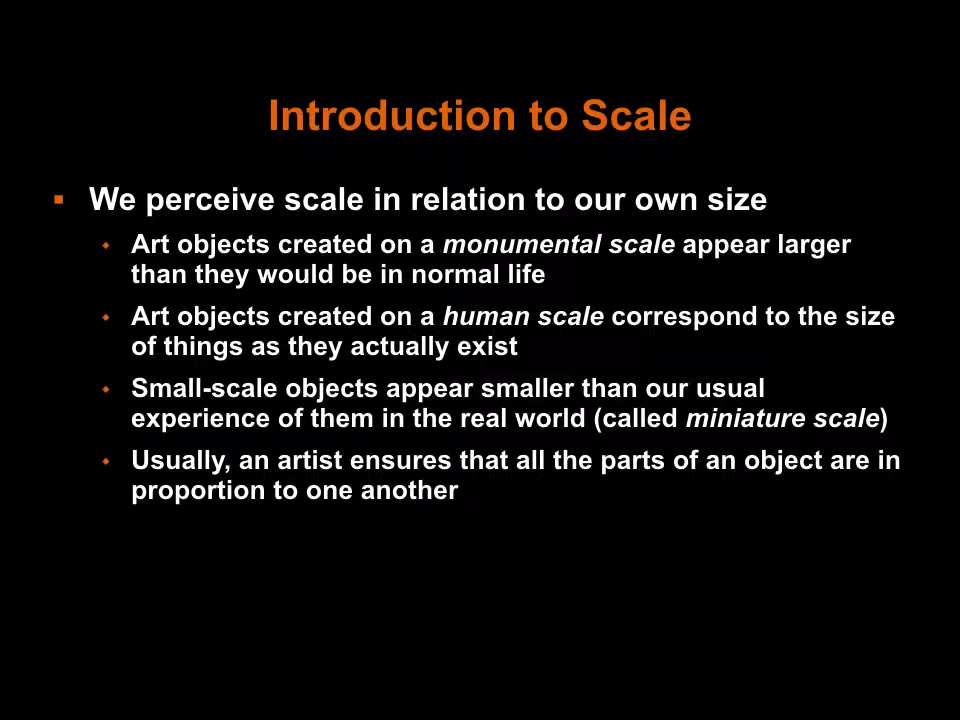 Introduction to Scale
▪ We perceive scale in relation to our own size
⬥ Art objects created on a monumental scale appear larger
than they would be in normal life
⬥ Art objects created on a human scale correspond to the size
of things as they actually exist
⬥ Small-scale objects appear smaller than our usual
experience of them in the real world (called miniature scale)
⬥ Usually, an artist ensures that all the parts of an object are in
proportion to one another